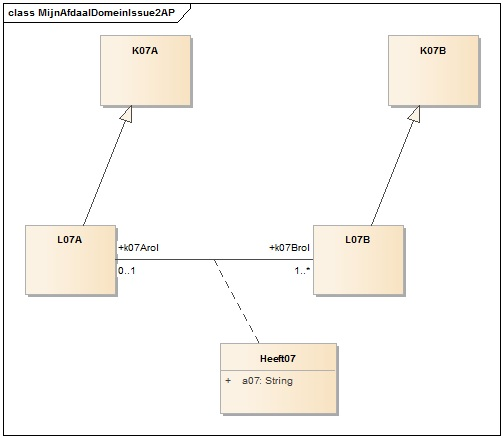 class MijnAfdaalDomeinIssue2AP
K07A
K07B
L07A
+k07Arol
0..1
+k07Brol
1..*
L07B
Heeft07
+ a07: String